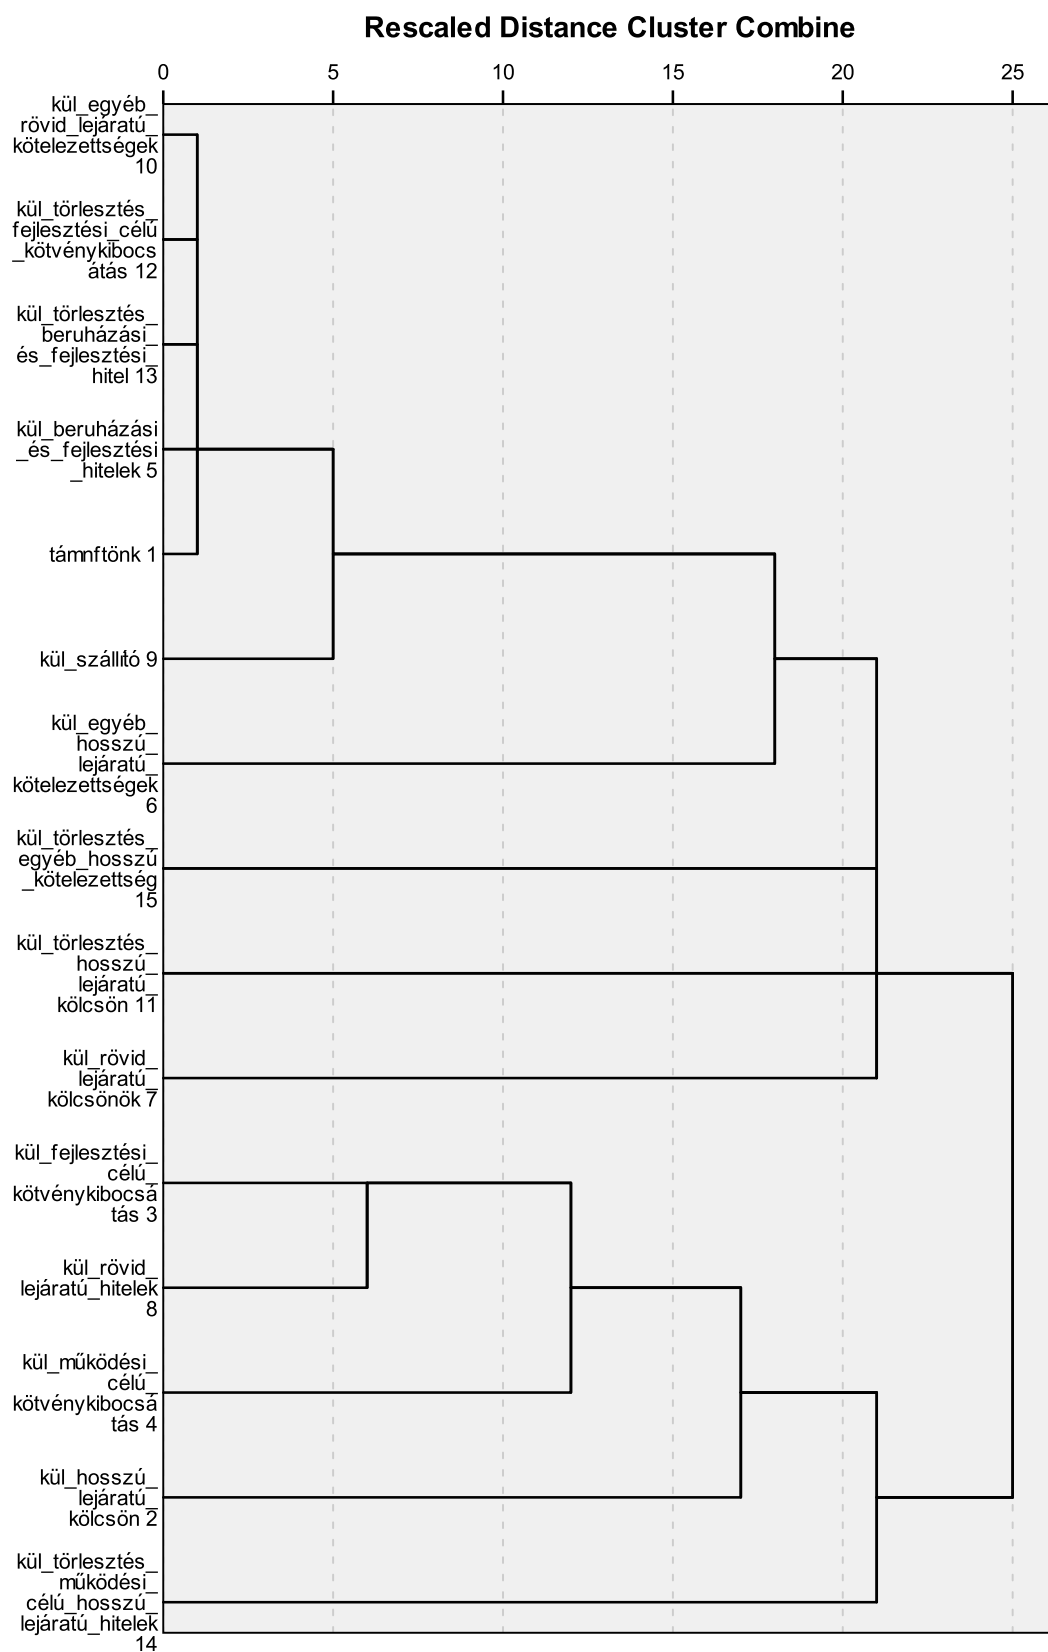 Rescaled Distance Cluster Combine
0 5 10 15 20 25
kül_egyéb_
rövid_lejáratú_
kötelezettségek
10
kül_törlesztés_
fejlesztési_célú
_kötvénykibocs
átás 12
kül_törlesztés_
beruházási_
és_fejlesztési_
hitel 13
kül_beruházási
_és_fejlesztési
_hitelek 5
támnftönk 1
kül_szállító 9
kül_egyéb_
hosszú_
lejáratú_
kötelezettségek
6
kül_törlesztés_
egyéb_hosszú
_kötelezettség
15
kül_törlesztés_
hosszú_
lejáratú_
kölcsön 11
kül_rövid_
lejáratú_
kölcsönök 7
kül_fejlesztési_
célú_
kötvénykibocsá
tás 3
kül_rövid_
lejáratú_hitelek
8
kül_működési_
célú_
kötvénykibocsá
tás 4
kül_hosszú_
lejáratú_
kölcsön 2
kül_törlesztés_
működési_
célú_hosszú_
lejáratú_hitelek
14